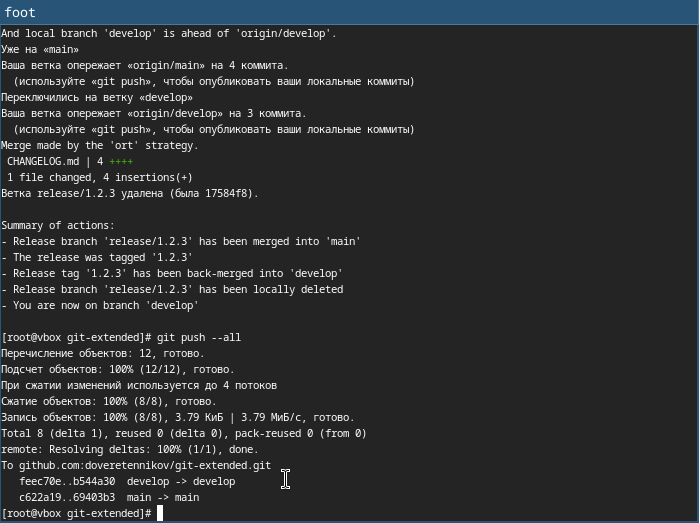 foot
And local branch 'develop' is ahead of 'origin/develop'.
Уже на «main»
Ваша ветка опережает «origin/main» на 4 коммита.
  (используйте «git push», чтобы опубликовать ваши локальные коммиты)
Переключились на ветку «develop»
Ваша ветка опережает «origin/develop» на 3 коммита.
  (используйте «git push», чтобы опубликовать ваши локальные коммиты)
Merge made by the 'ort' strategy.
 CHANGELOG.md | 4 ++++
 1 file changed, 4 insertions(+)
Ветка release/1.2.3 удалена (была 17584f8).

Summary of actions:
- Release branch 'release/1.2.3' has been merged into 'main'
- The release was tagged '1.2.3'
- Release tag '1.2.3' has been back-merged into 'develop'
- Release branch 'release/1.2.3' has been locally deleted
- You are now on branch 'develop'

[root@vbox git-extended]# git push --all
Перечисление объектов: 12, готово.
Подсчет объектов: 100% (12/12), готово.
При сжатии изменений используется до 4 потоков
Сжатие объектов: 100% (8/8), готово.
Запись объектов: 100% (8/8), 3.79 КиБ | 3.79 МиБ/с, готово.
Total 8 (delta 1), reused 0 (delta 0), pack-reused 0 (from 0)
remote: Resolving deltas: 100% (1/1), done.
To github.com:doveretennikov/git-extended.git
   feec70e..b544a30  develop -> develop
   c622a19..69403b3  main -> main
[root@vbox git-extended]#